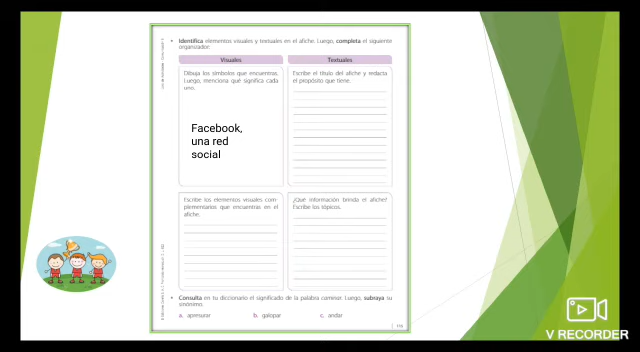 Identifica elementos visuales y textuales en el afiche. Luego, completa el siguiente
organizador:
Visuales
Textuales
Dibuja los símbolos que encuentras.
Luego, menciona qué significa cada
uno.
Escribe el título del afiche y redacta
el propósito que tiene.
Facebook,
una red
social
Escribe los elementos visuales com-
plementarios que encuentras en el
afiche.
¿Qué información brinda el afiche?
Escribe los tópicos.
Consulta en tu diccionario el significado de la palabra caminar. Luego, subraya su
sinónimo.
a. apresurar
b. galopar
c. andar
V RECORDER